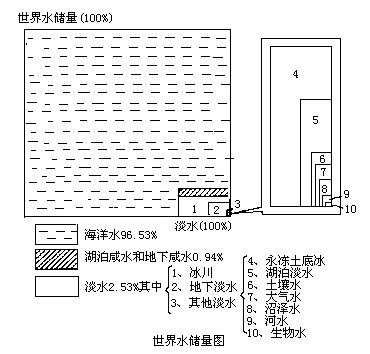 世界水储量(100%)
4
5
6
7
8
9
10
1
2
3
淡水(100%)
海洋水96.53%
湖泊咸水和地下咸水0.94%
淡水2.53%其中
1、冰川
2、地下淡水
3、其他淡水
4、永冻土底冰
5、湖泊淡水
6、土壤水
7、大气水
8、沼泽水
9、河水
10、生物水
世界水储量图